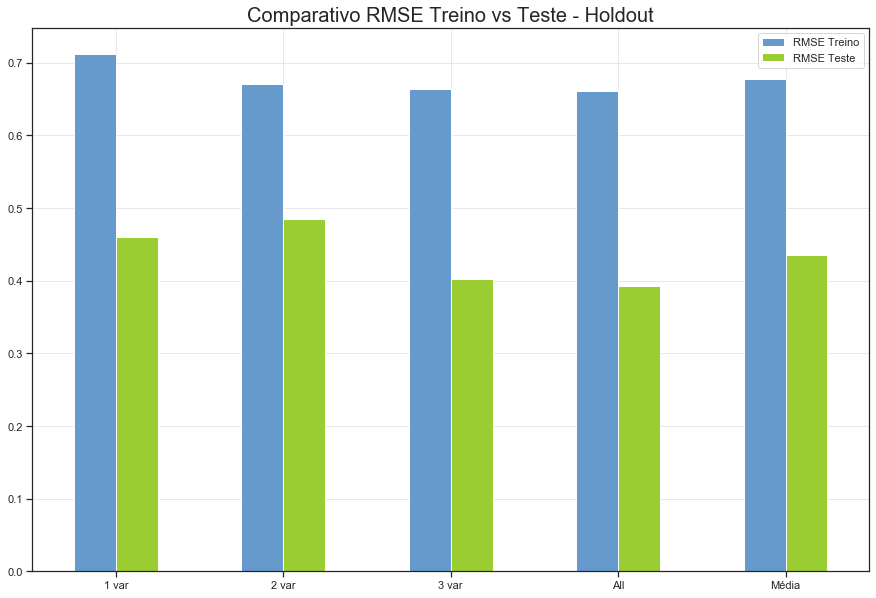 Comparativo RMSE Treino vs Teste - Holdout
RMSE Treino
RMSE Teste
0.7
0.6
0.5
0.4
0.3
0.2
0.1
0.0
1 var
2 var
3 var
All
Média